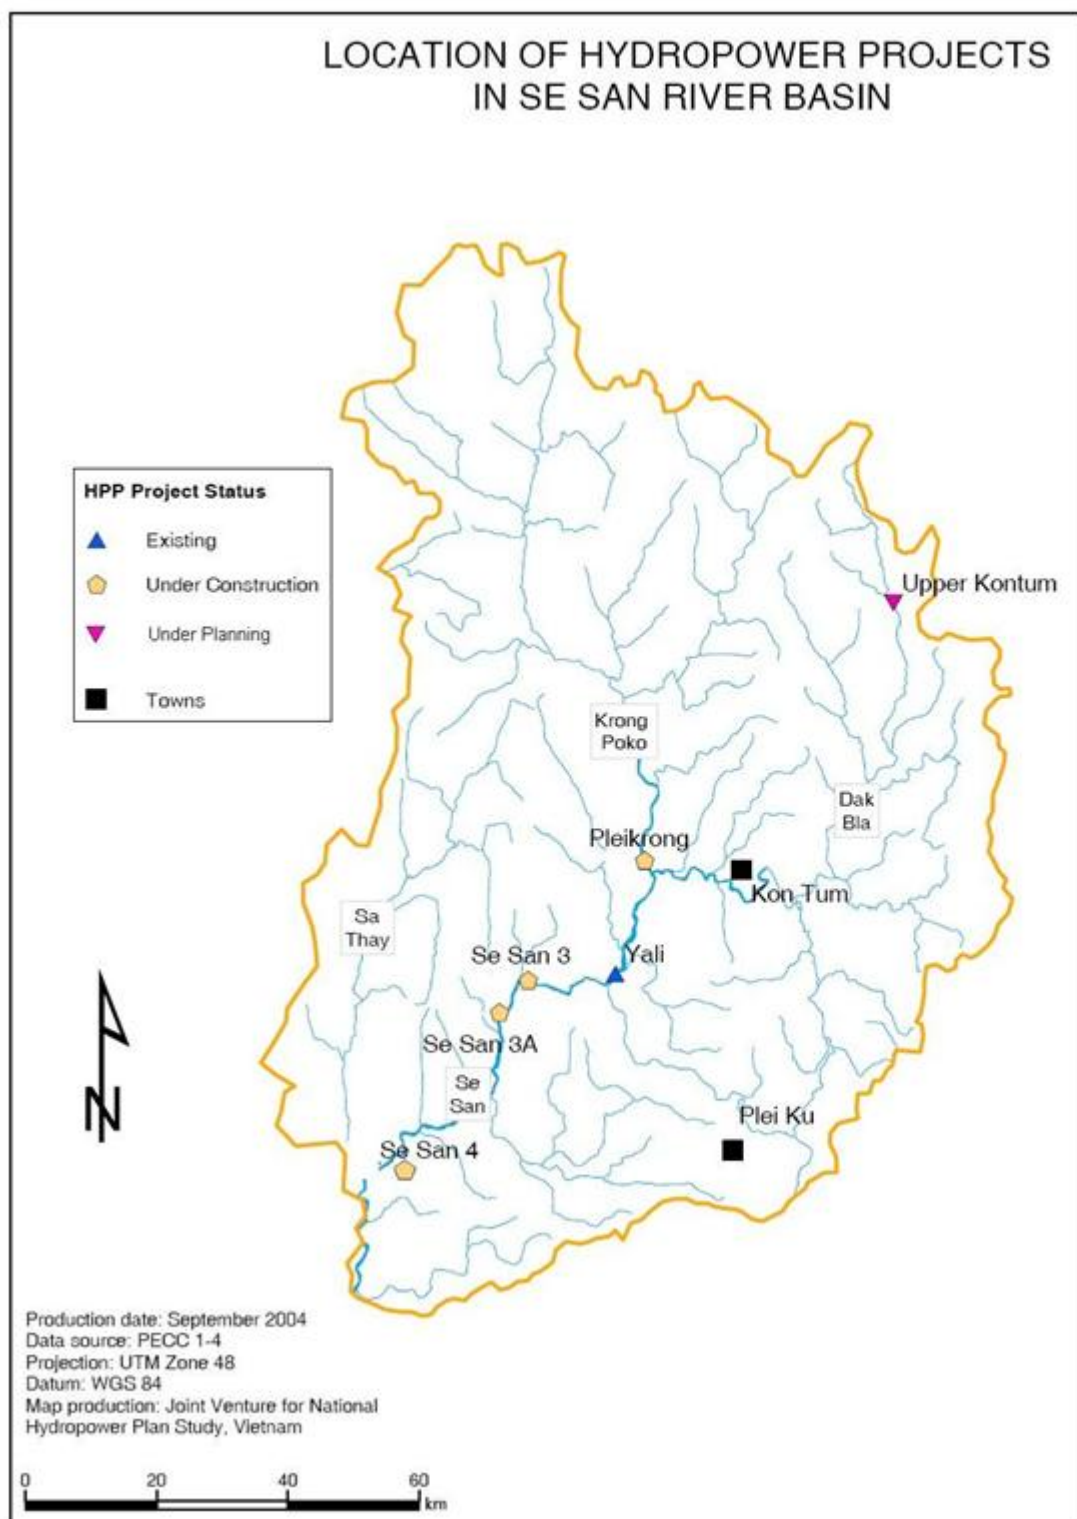 LOCATION OF HYDROPOWER PROJECTS
IN SE SAN RIVER BASIN
HPP Project Status
Existing
Under Construction
Under Planning
Towns
Upper Kontum
Krong
Poko
Dak
Bla
Pleikrong
Kon Tum
Sa
Thay
Se San 3
Yali
Se San 3A
Se
San
Plei Ku
Se San 4
N
Production date: September 2004
Data source: PECC 1-4
Projection: UTM Zone 48
Datum: WGS 84
Map production: Joint Venture for National
Hydropower Plan Study, Vietnam
0 20 40 60
km